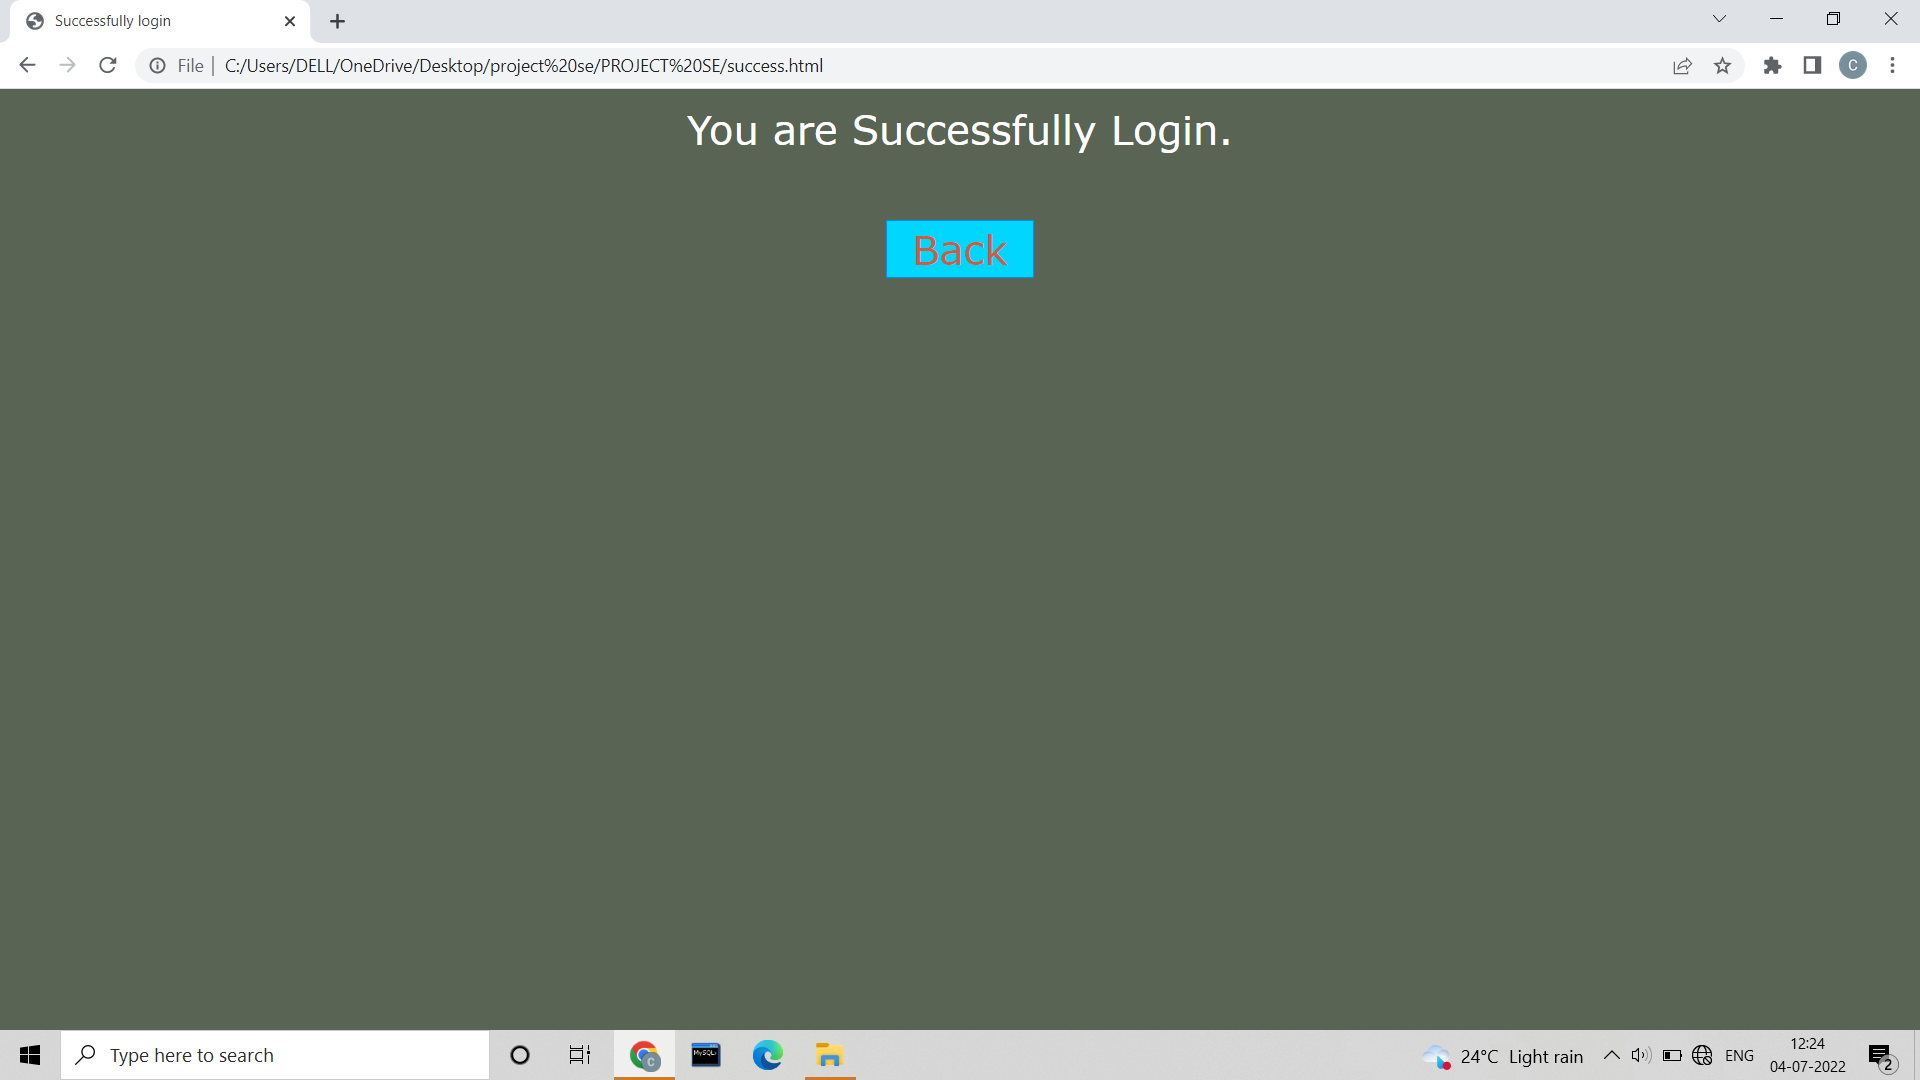 Successfully login
File
C:/Users/DELL/OneDrive/Desktop/project%20se/PROJECT%20SE/success.html
C
You are Successfully Login.
Back
Type here to search
C
MySQL
24°C Light rain
ENG
12:24
04-07-2022
2